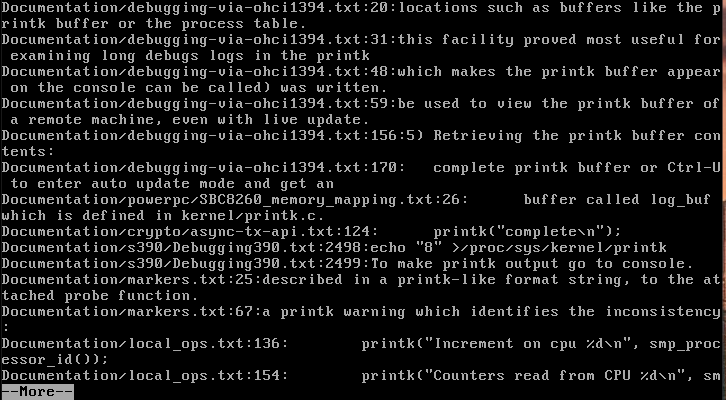 Documentation/debugging-via-ohci1394.txt:20:locations such as buffers like the p
rintk buffer or the process table.
Documentation/debugging-via-ohci1394.txt:31:this facility proved most useful for
 examining long debugs logs in the printk
Documentation/debugging-via-ohci1394.txt:48:which makes the printk buffer appear
 on the console can be called) was written.
Documentation/debugging-via-ohci1394.txt:59:be used to view the printk buffer of
 a remote machine, even with live update.
Documentation/debugging-via-ohci1394.txt:156:5) Retrieving the printk buffer con
tents:
Documentation/debugging-via-ohci1394.txt:170:   complete printk buffer or Ctrl-U
 to enter auto update mode and get an
Documentation/powerpc/SBC8260_memory_mapping.txt:26:      buffer called log_buf
which is defined in kernel/printk.c.
Documentation/crypto/async-tx-api.txt:124:      printk("complete\n");
Documentation/s390/Debugging390.txt:2498:echo "8" >/proc/sys/kernel/printk
Documentation/s390/Debugging390.txt:2499:To make printk output go to console.
Documentation/markers.txt:25:described in a printk-like format string, to the at
tached probe function.
Documentation/markers.txt:67:a printk warning which identifies the inconsistency
:
Documentation/local_ops.txt:136:        printk("Increment on cpu %d\n", smp_proc
essor_id());
Documentation/local_ops.txt:154:        printk("Counters read from CPU %d\n", sm
--More--